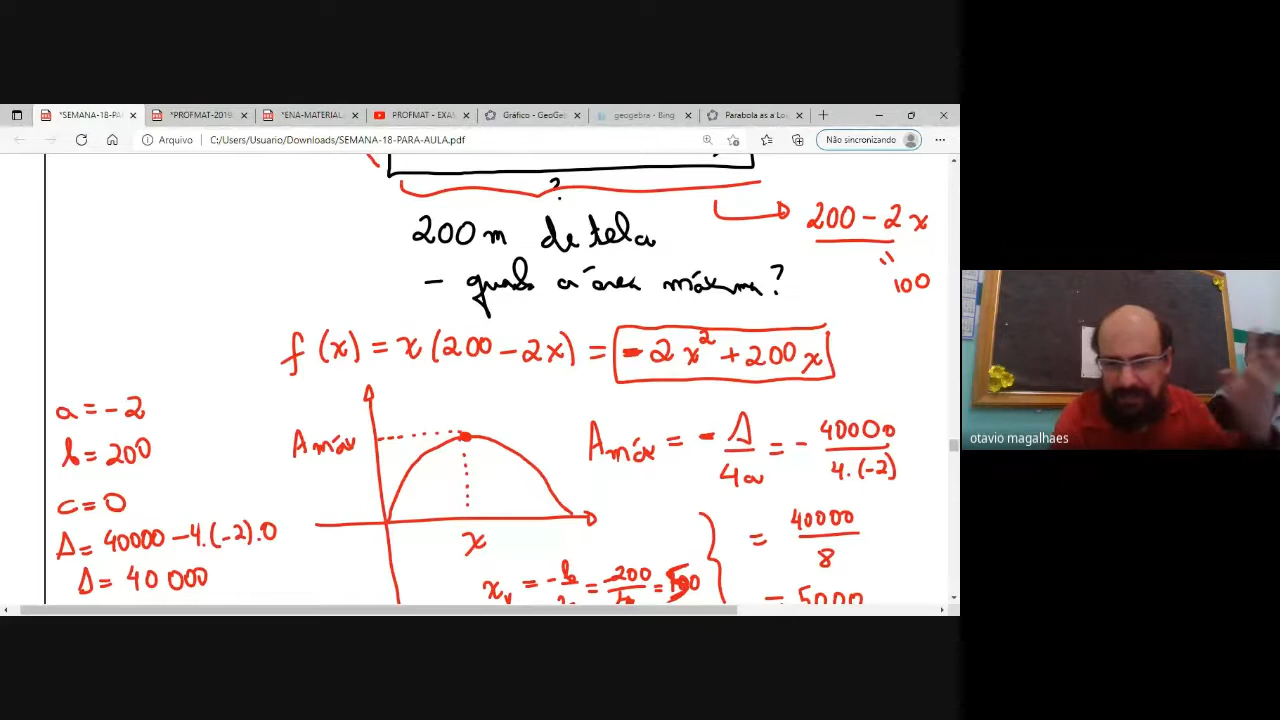 *SEMANA-18-PA
*PROFMAT-2019
*ENA-MATERIAL
PROFMAT - EXA
Gráfico - GeoGe
geogebra - Bing
Parabola as a Lo
Arquivo
C:/Users/Usuario/Downloads/SEMANA-18-PARA-AULA.pdf
Não sincronizando
?
200 m de tela
200 - 2x
"
100
- qual a área máxima?
f(x) = x(200 - 2x) = -2x² + 200x
a = -2
b = 200
c = 0
Δ = 40000 - 4.(-2).0
Δ = 40 000
A máx
x
A máx = - Δ/4a = - 40000/4.(-2)
= 40000/8
= 5000
otavio magalhaes